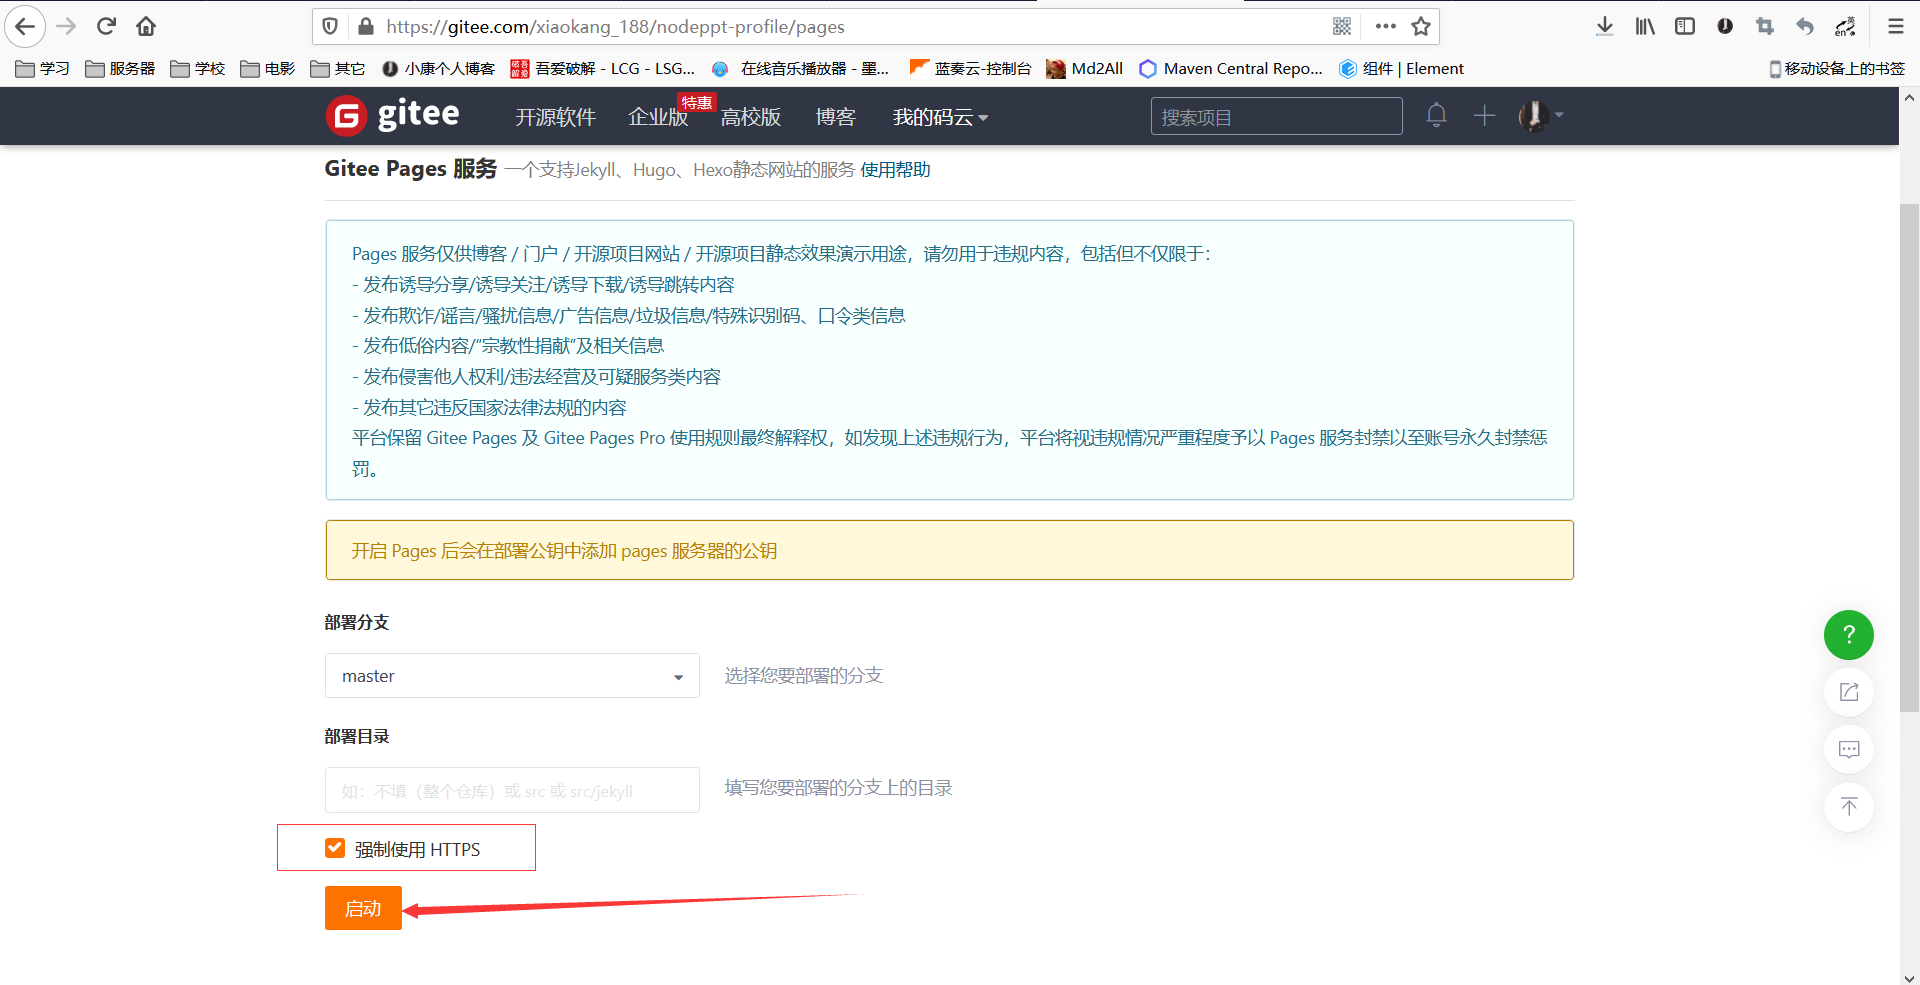 https://gitee.com/xiaokang_188/nodeppt-profile/pages
英
en
学习 服务器 学校 电影 其它 小康个人博客 吾爱破解 - LCG - LSG... 在线音乐播放器 - 墨... 蓝奏云-控制台 Md2All Maven Central Repo... 组件 | Element 移动设备上的书签
G gitee 开源软件 企业版 特惠 高校版 博客 我的码云 搜索项目
Gitee Pages 服务 一个支持Jekyll、Hugo、Hexo静态网站的服务 使用帮助
Pages 服务仅供博客 / 门户 / 开源项目网站 / 开源项目静态效果演示用途，请勿用于违规内容，包括但不仅限于：
- 发布诱导分享/诱导关注/诱导下载/诱导跳转内容
- 发布欺诈/谣言/骚扰信息/广告信息/垃圾信息/特殊识别码、口令类信息
- 发布低俗内容/“宗教性捐献”及相关信息
- 发布侵害他人权利/违法经营及可疑服务类内容
- 发布其它违反国家法律法规的内容
平台保留 Gitee Pages 及 Gitee Pages Pro 使用规则最终解释权，如发现上述违规行为，平台将视违规情况严重程度予以 Pages 服务封禁以至账号永久封禁惩
罚。
开启 Pages 后会在部署公钥中添加 pages 服务器的公钥
部署分支
master 选择您要部署的分支
部署目录
如：不填（整个仓库）或 src 或 src/jekyll 填写您要部署的分支上的目录
强制使用 HTTPS
启动
?